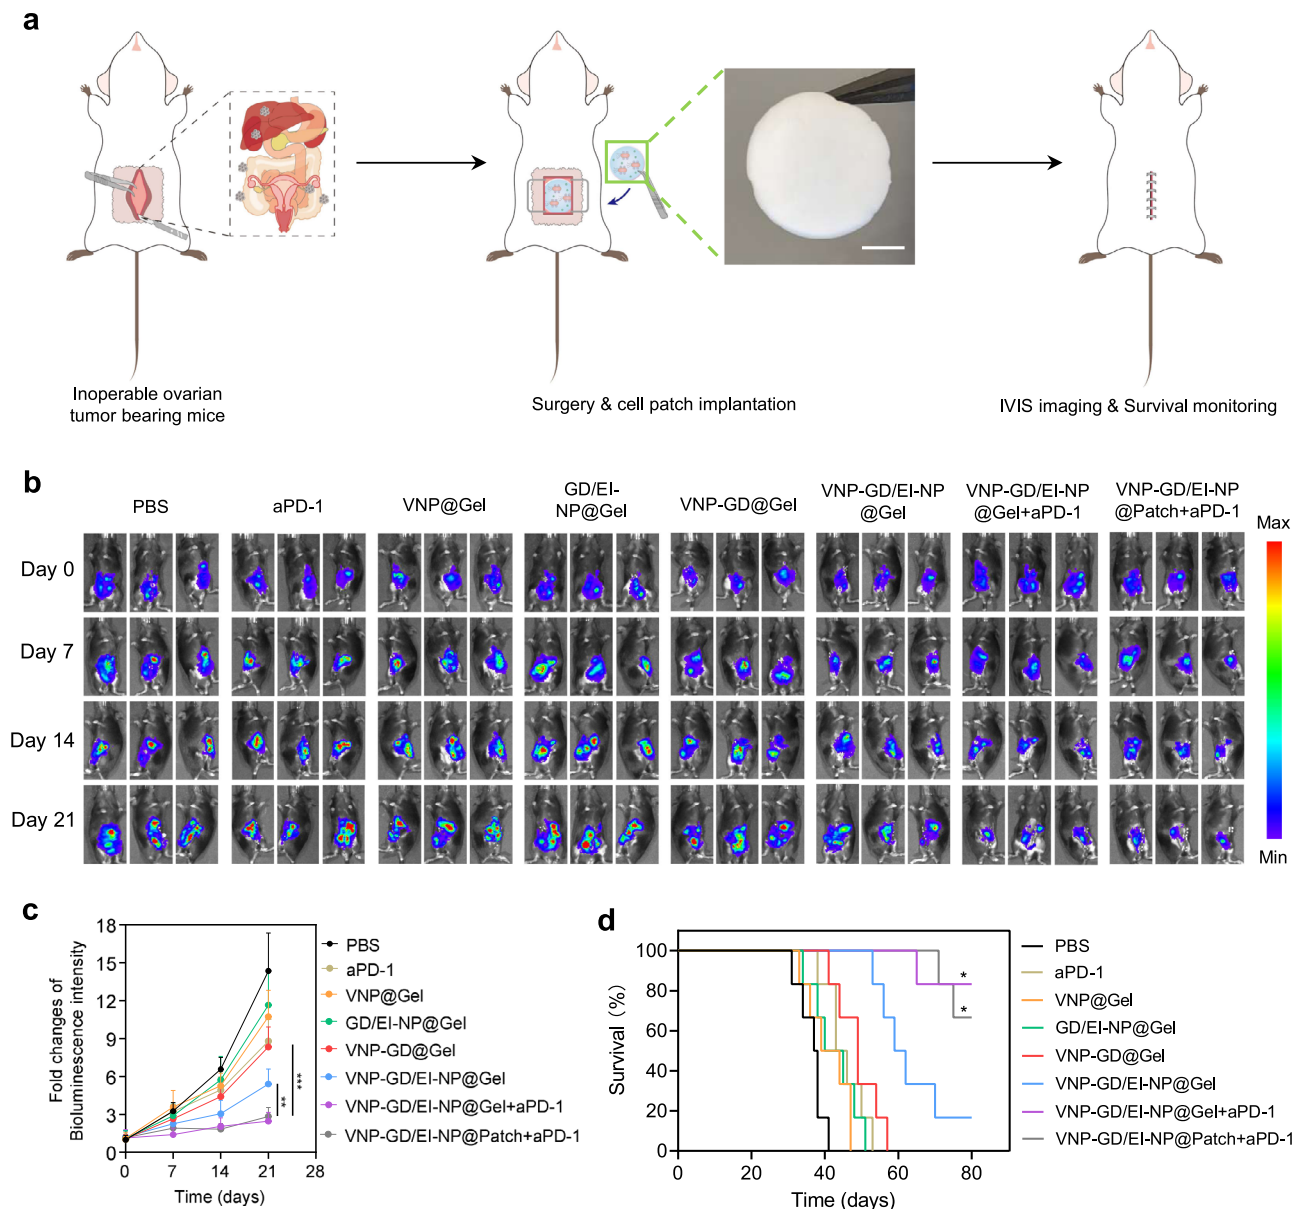 a
Inoperable ovarian
tumor bearing mice
Surgery & cell patch implantation
IVIS imaging & Survival monitoring
b
PBS
aPD-1
VNP@Gel
GD/EI-
NP@Gel
VNP-GD@Gel
VNP-GD/EI-NP
@Gel
VNP-GD/EI-NP
@Gel+aPD-1
VNP-GD/EI-NP
@Patch+aPD-1
Day 0
Day 7
Day 14
Day 21
Max
Min
c
Fold changes of
Bioluminescence intensity
18
15
12
9
6
3
0
0
7
14
21
28
Time (days)
***
**
PBS
aPD-1
VNP@Gel
GD/EI-NP@Gel
VNP-GD@Gel
VNP-GD/EI-NP@Gel
VNP-GD/EI-NP@Gel+aPD-1
VNP-GD/EI-NP@Patch+aPD-1
d
Survival (%)
100
80
60
40
20
0
0
20
40
60
80
Time (days)
*
*
PBS
aPD-1
VNP@Gel
GD/EI-NP@Gel
VNP-GD@Gel
VNP-GD/EI-NP@Gel
VNP-GD/EI-NP@Gel+aPD-1
VNP-GD/EI-NP@Patch+aPD-1